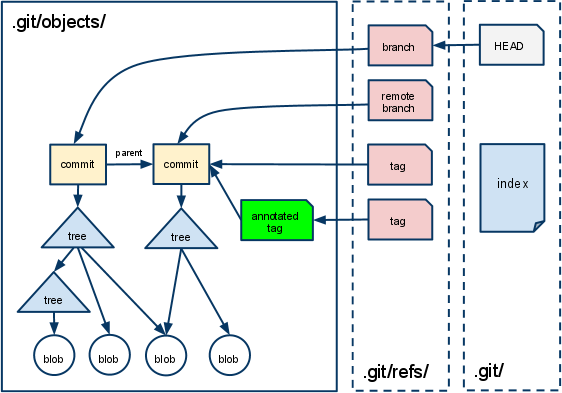 .git/objects/
branch
HEAD
remote
branch
commit
parent
commit
tag
index
annotated
tag
tag
tree
tree
tree
blob
blob
blob
blob
.git/refs/
.git/